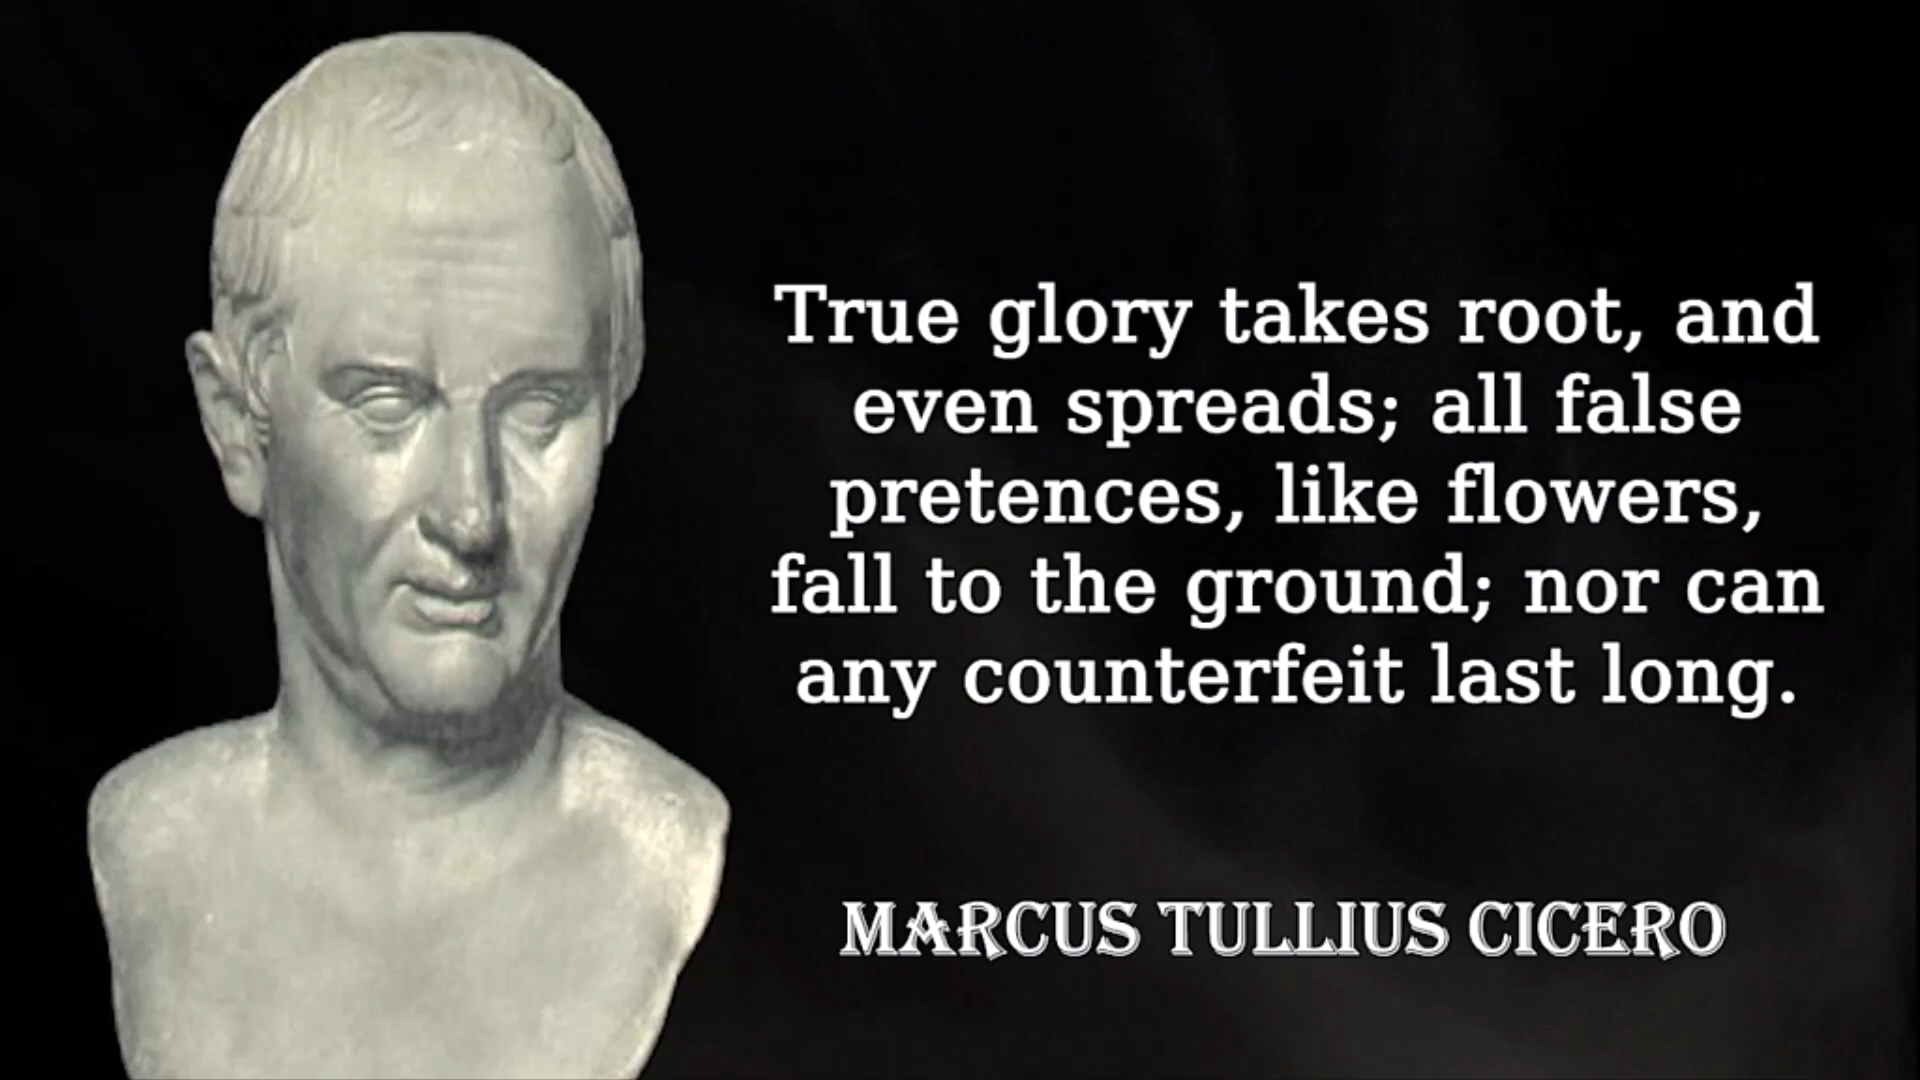 True glory takes root, and
even spreads; all false
pretences, like flowers,
fall to the ground; nor can
any counterfeit last long.
MARCUS TULLIUS CICERO